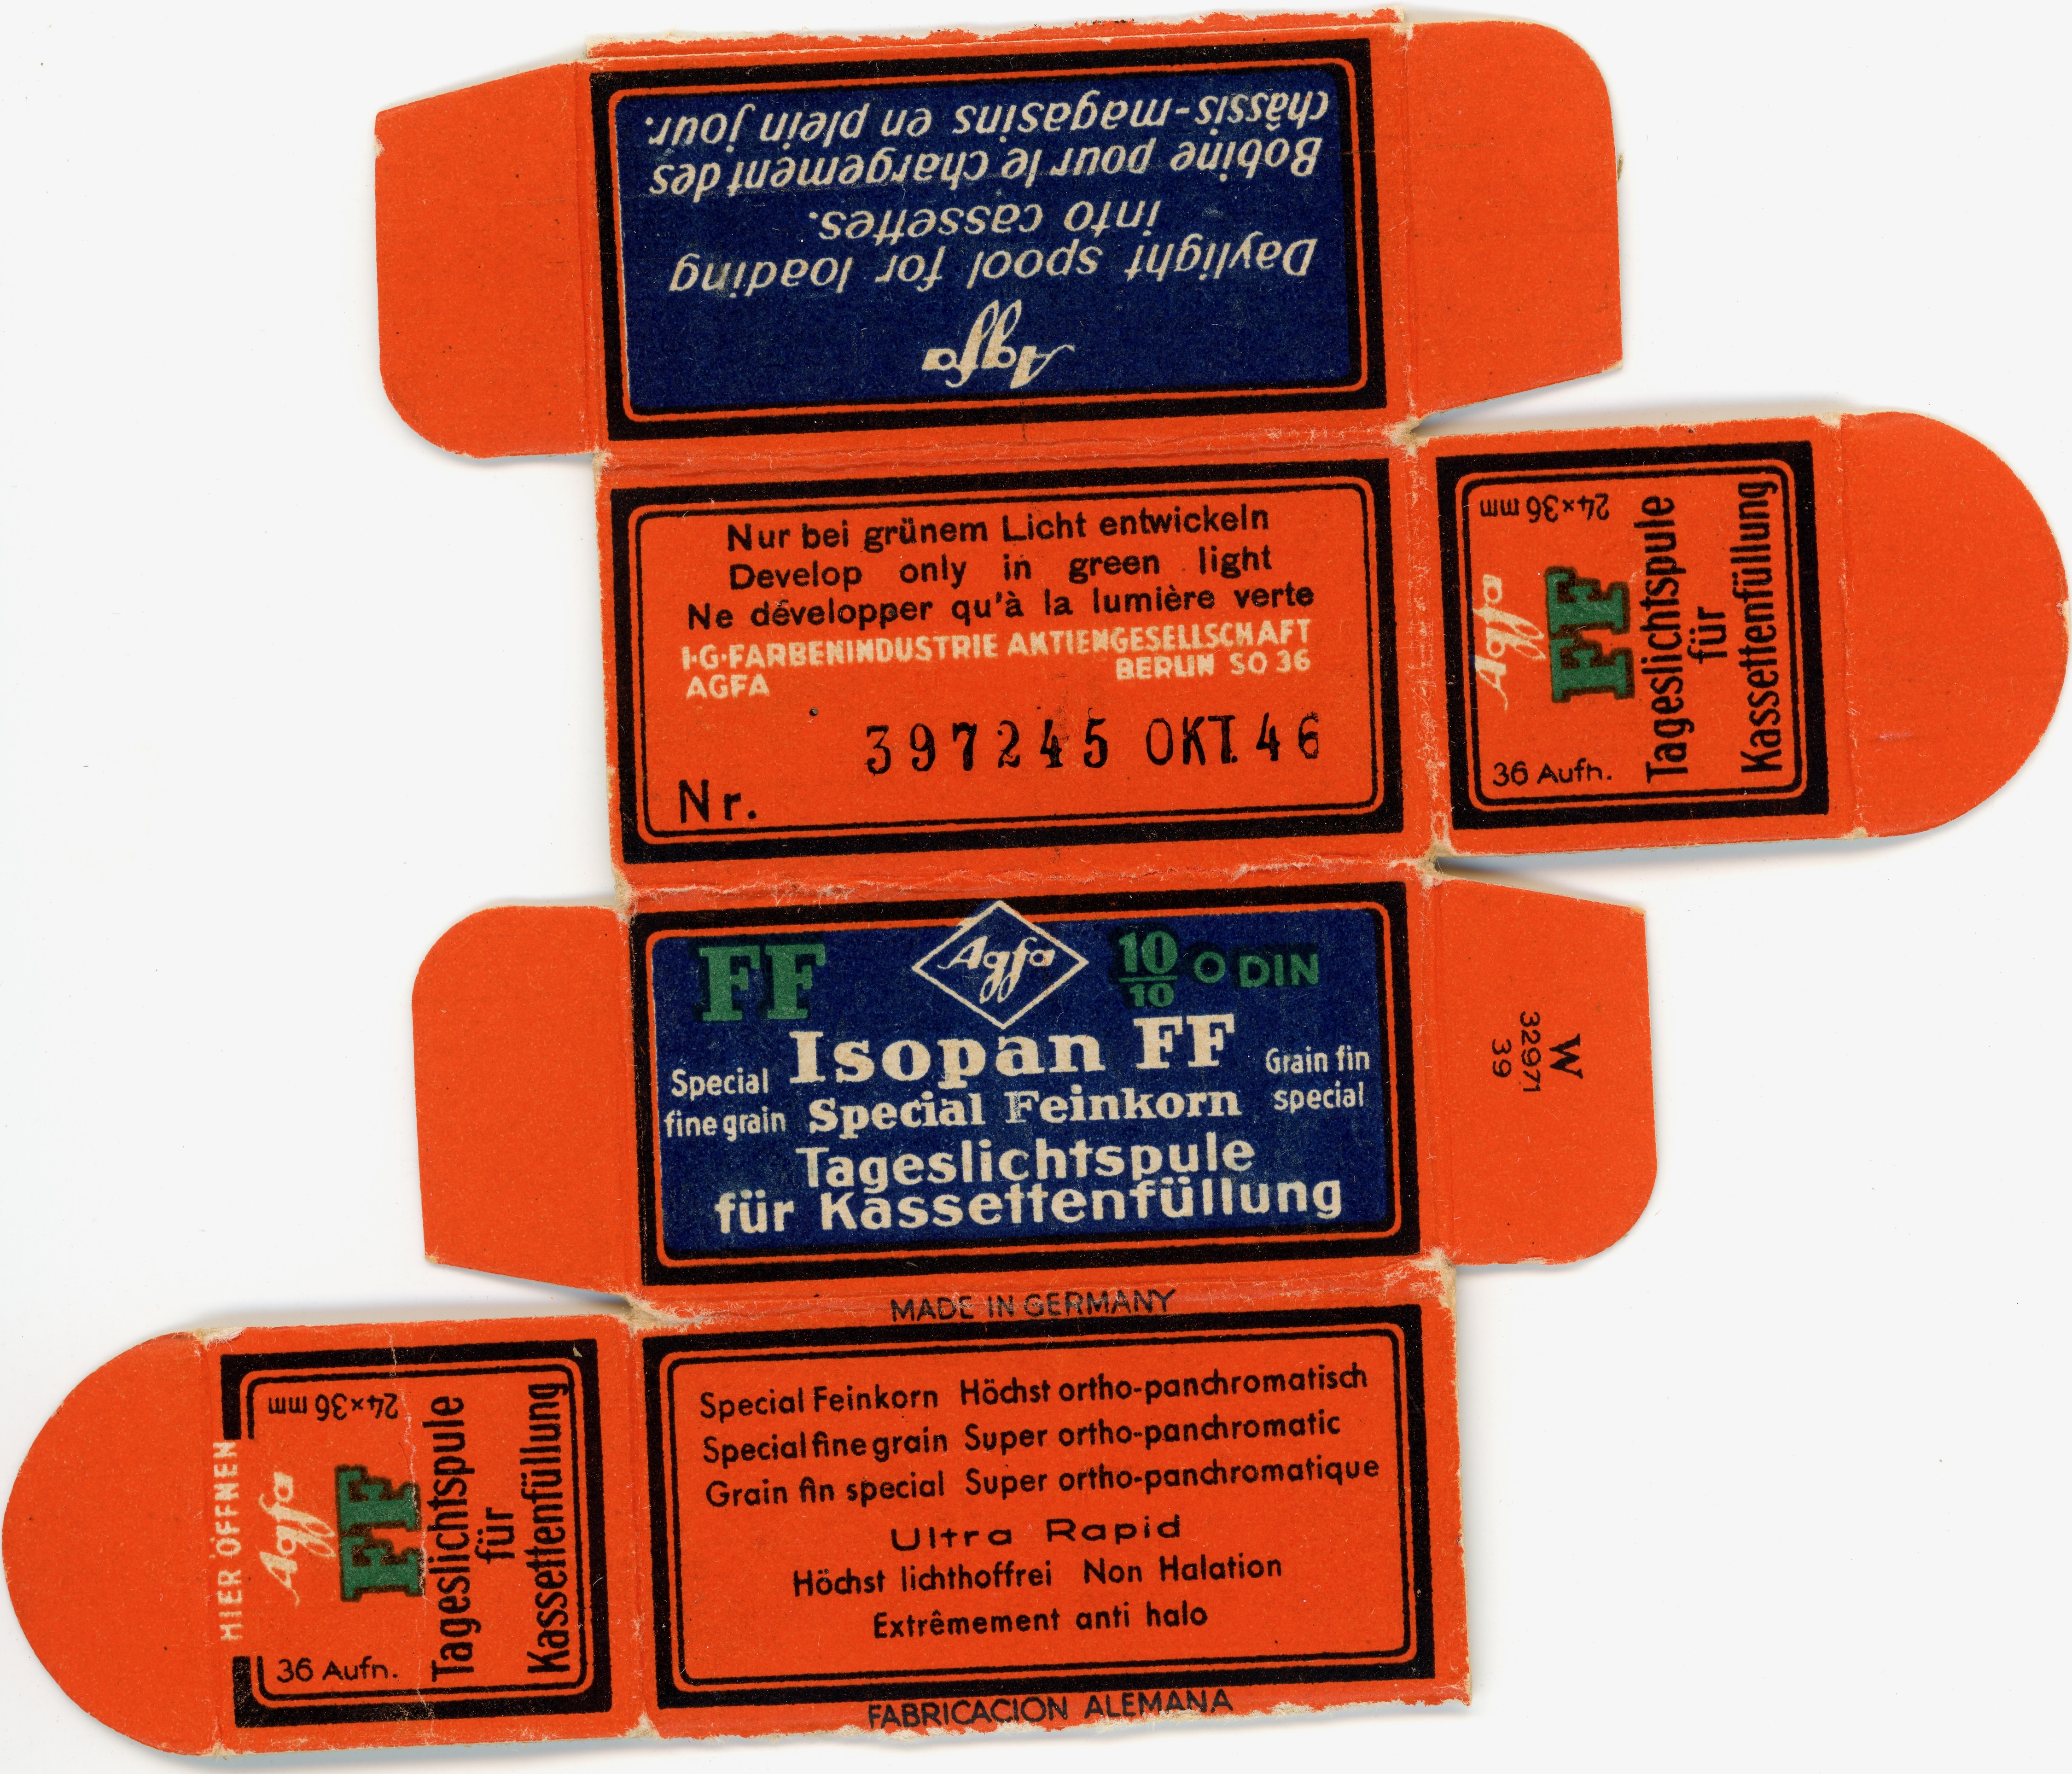 Agfa
Daylight spool for loading
into cassettes.
Bobine pour le chargement des
châssis-magasins en plein jour.
Nur bei grünem Licht entwickeln
Develop only in green light
Ne développer qu'à la lumière verte
I·G·FARBENINDUSTRIE AKTIENGESELLSCHAFT
AGFA BERLIN SO 36
397245 OKT. 46
Nr.
24×36 mm
Agfa
FF
Tageslichtspule
für
Kassettenfüllung
36 Aufn.
FF Agfa 10/10 O DIN
Isopan FF
Special Feinkorn
Special
fine grain
Grain fin
special
Tageslichtspule
für Kassettenfüllung
W
32971
39
MADE IN GERMANY
Special Feinkorn Höchst ortho-panchromatisch
Special fine grain Super ortho-panchromatic
Grain fin special Super ortho-panchromatique
Ultra Rapid
Höchst lichthoffrei Non Halation
Extrêmement anti halo
FABRICACION ALEMANA
HIER ÖFFNEN
24×36 mm
Agfa
FF
Tageslichtspule
für
Kassettenfüllung
36 Aufn.